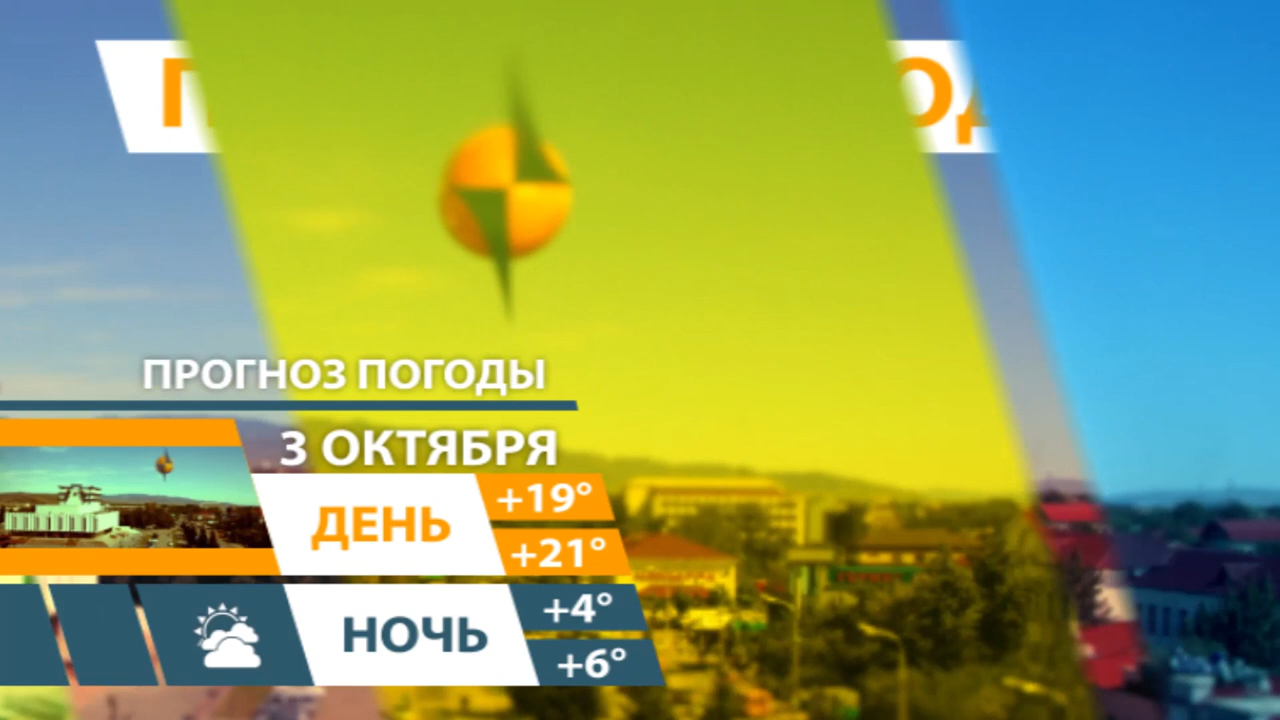 ПРОГНОЗ ПОГОДЫ
3 ОКТЯБРЯ
ДЕНЬ
+19°
+21°
НОЧЬ
+4°
+6°